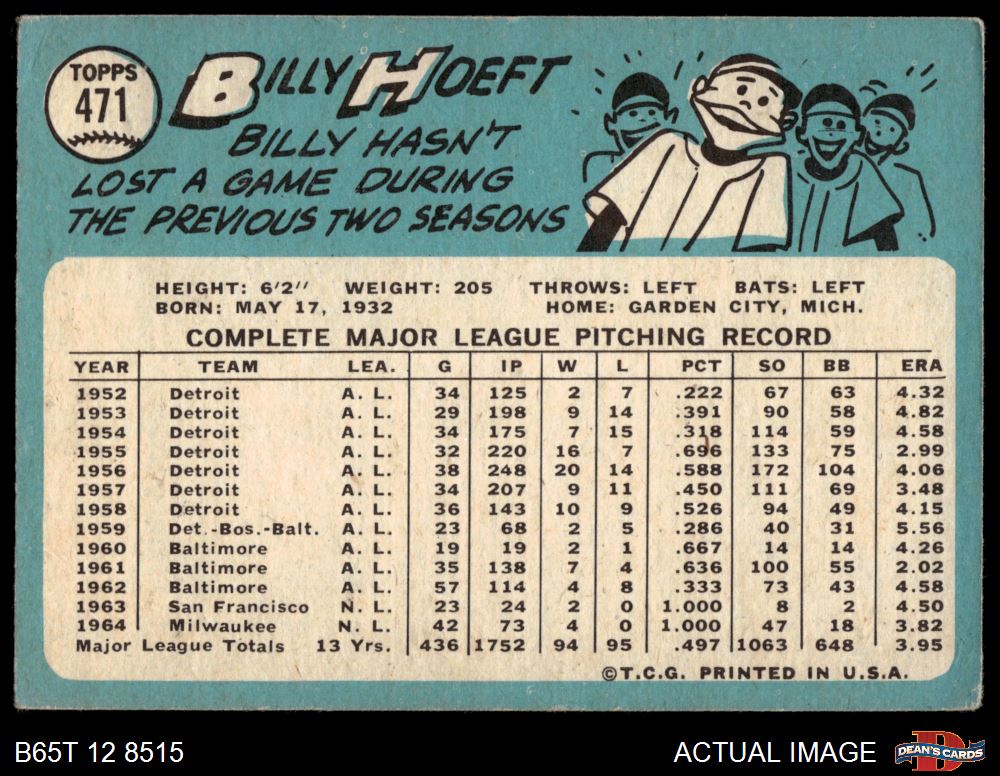 TOPPS
471
BILLY HOEFT
BILLY HASN'T
LOST A GAME DURING
THE PREVIOUS TWO SEASONS
HEIGHT: 6'2" WEIGHT: 205 THROWS: LEFT BATS: LEFT
BORN: MAY 17, 1932 HOME: GARDEN CITY, MICH.
COMPLETE MAJOR LEAGUE PITCHING RECORD
YEAR TEAM LEA. G IP W L PCT SO BB ERA
1952 Detroit A. L. 34 125 2 7 .222 67 63 4.32
1953 Detroit A. L. 29 198 9 14 .391 90 58 4.82
1954 Detroit A. L. 34 175 7 15 .318 114 59 4.58
1955 Detroit A. L. 32 220 16 7 .696 133 75 2.99
1956 Detroit A. L. 38 248 20 14 .588 172 104 4.06
1957 Detroit A. L. 34 207 9 11 .450 111 69 3.48
1958 Detroit A. L. 36 143 10 9 .526 94 49 4.15
1959 Det.-Bos.-Balt. A. L. 23 68 2 5 .286 40 31 5.56
1960 Baltimore A. L. 19 19 2 1 .667 14 14 4.26
1961 Baltimore A. L. 35 138 7 4 .636 100 55 2.02
1962 Baltimore A. L. 57 114 4 8 .333 73 43 4.58
1963 San Francisco N. L. 23 24 2 0 1.000 8 2 4.50
1964 Milwaukee N. L. 42 73 4 0 1.000 47 18 3.82
Major League Totals 13 Yrs. 436 1752 94 95 .497 1063 648 3.95
©T.C.G. PRINTED IN U.S.A.
B65T 12 8515 ACTUAL IMAGE DEAN'S CARDS